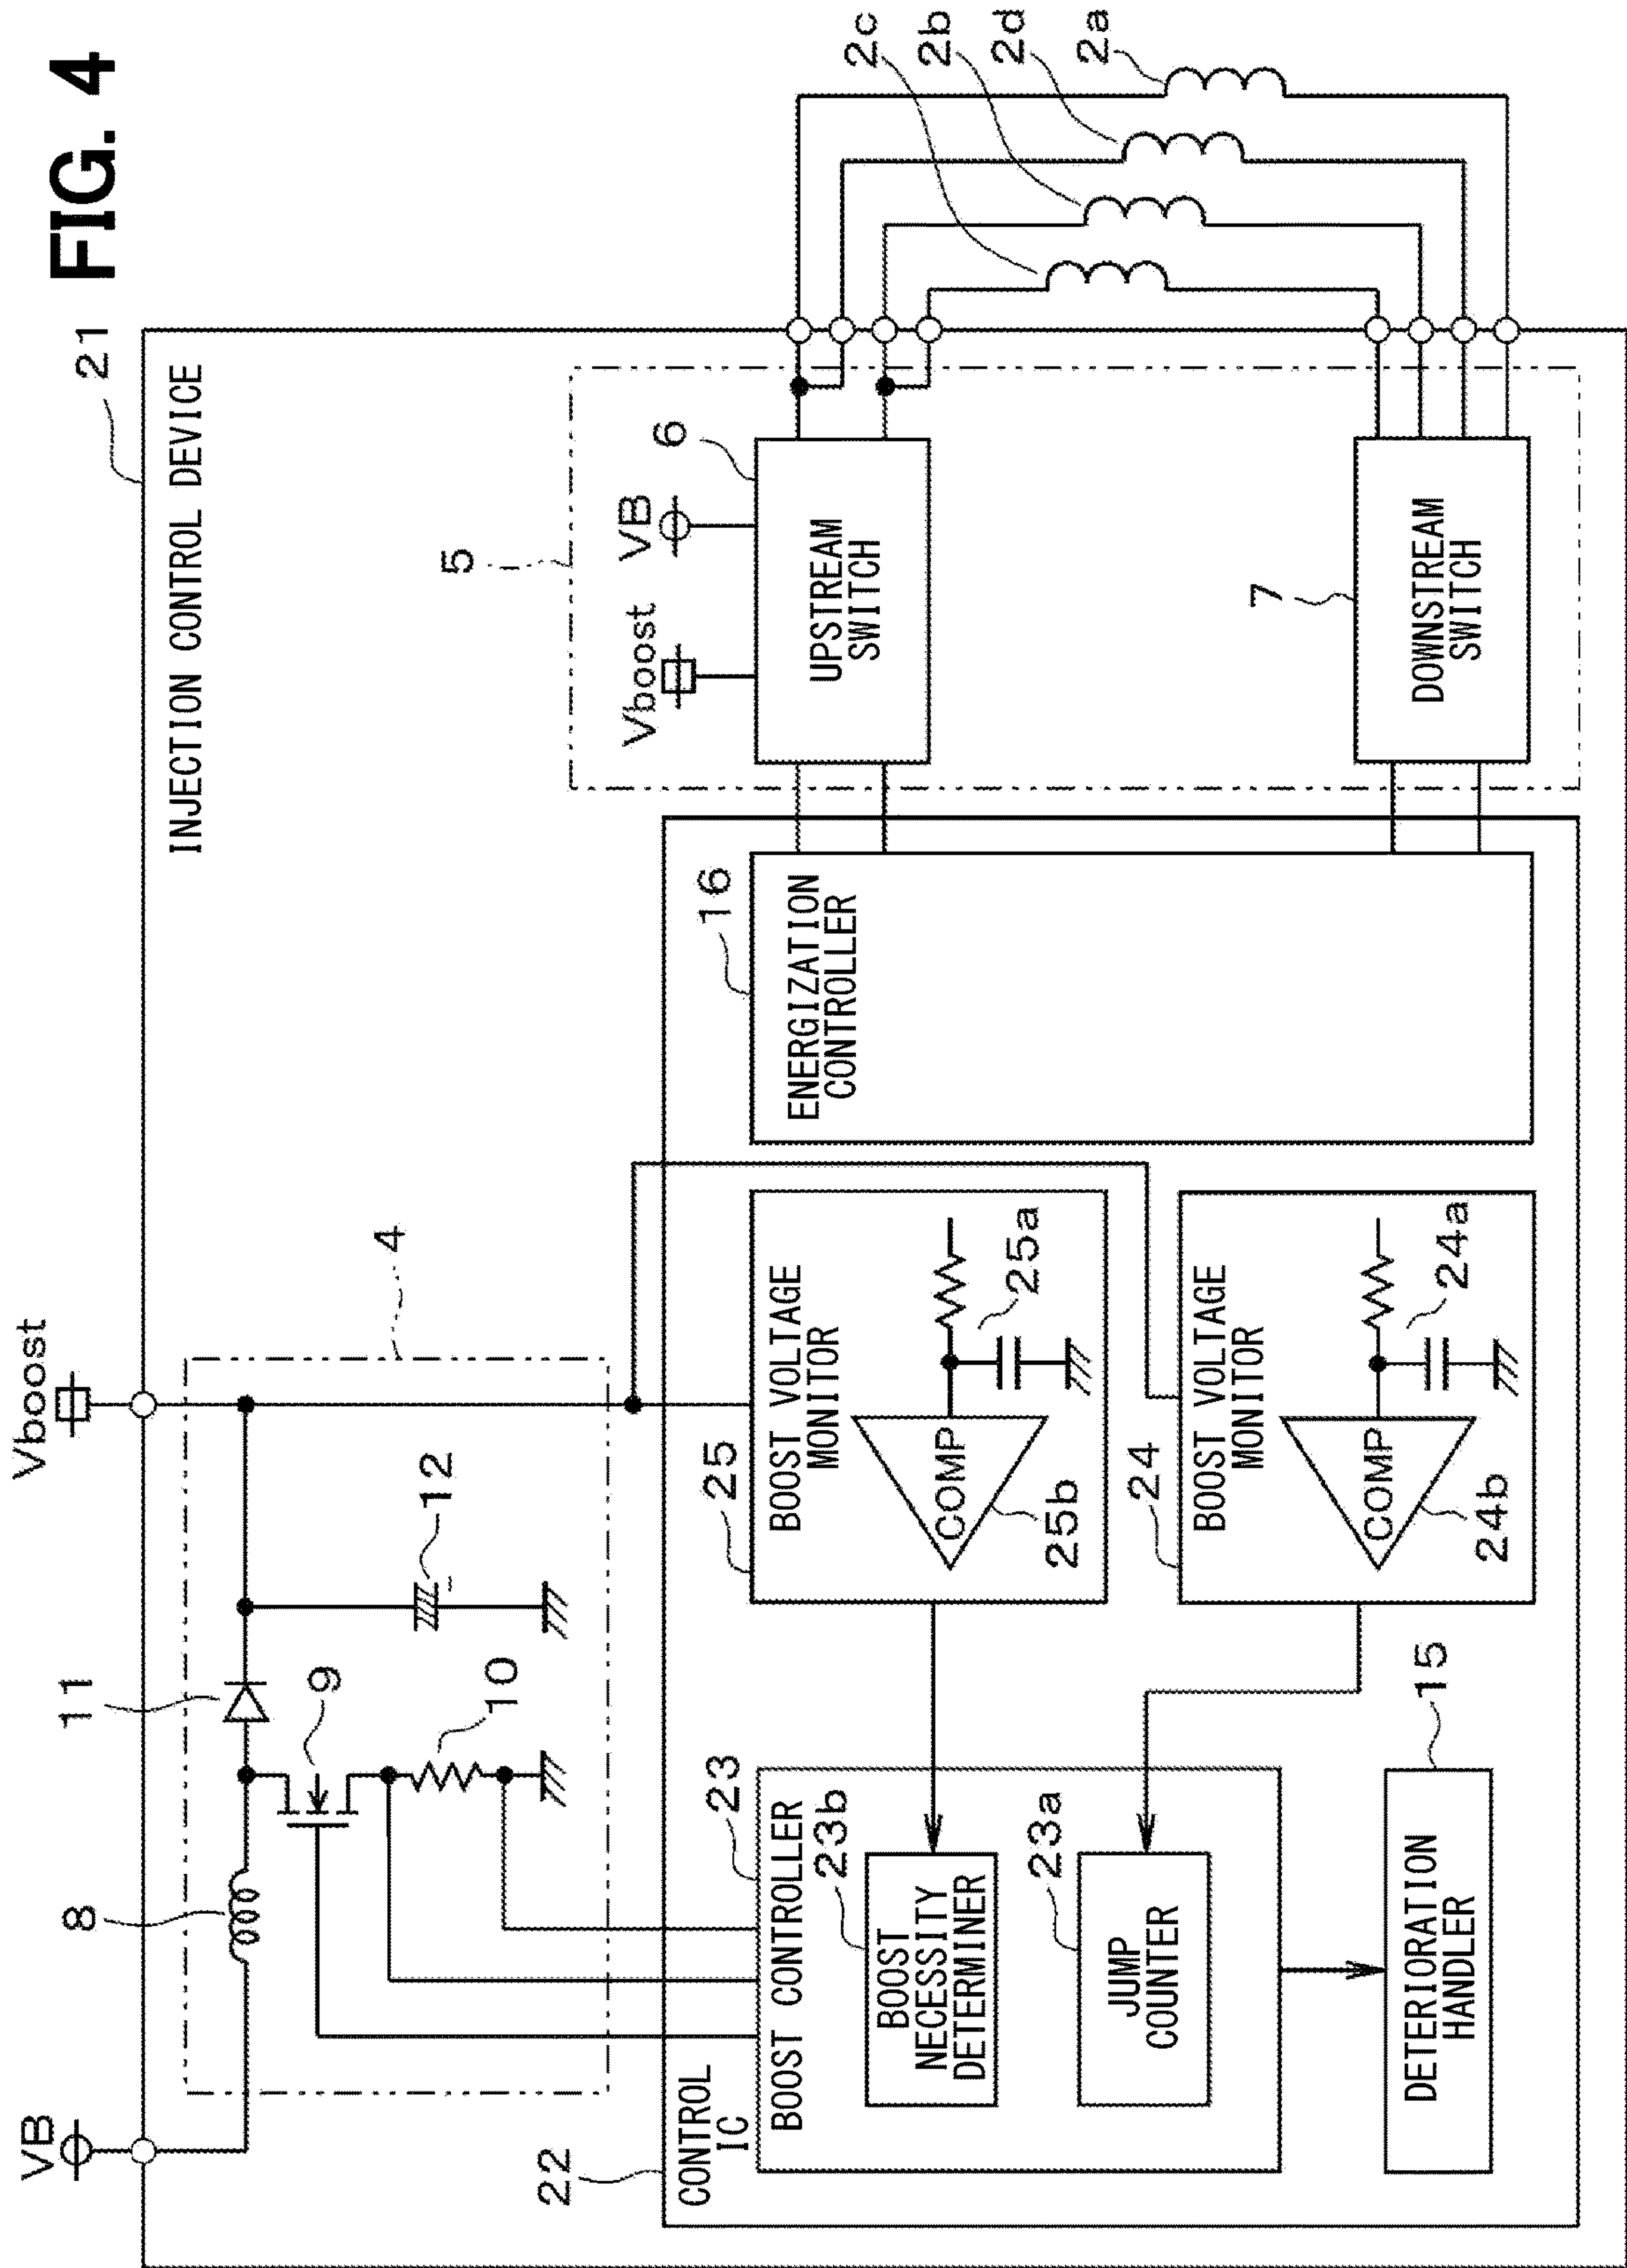 FIG. 4
VB
Vboost
21
INJECTION CONTROL DEVICE
8
11
9
10
12
4
5
Vboost
VB
6
UPSTREAM
SWITCH
7
DOWNSTREAM
SWITCH
2c
2b
2d
2a
22
CONTROL
IC
23
BOOST CONTROLLER
23b
BOOST
NECESSITY
DETERMINER
23a
JUMP
COUNTER
15
DETERIORATION
HANDLER
25
BOOST VOLTAGE
MONITOR
COMP
25a
25b
24
BOOST VOLTAGE
MONITOR
COMP
24a
24b
16
ENERGIZATION
CONTROLLER